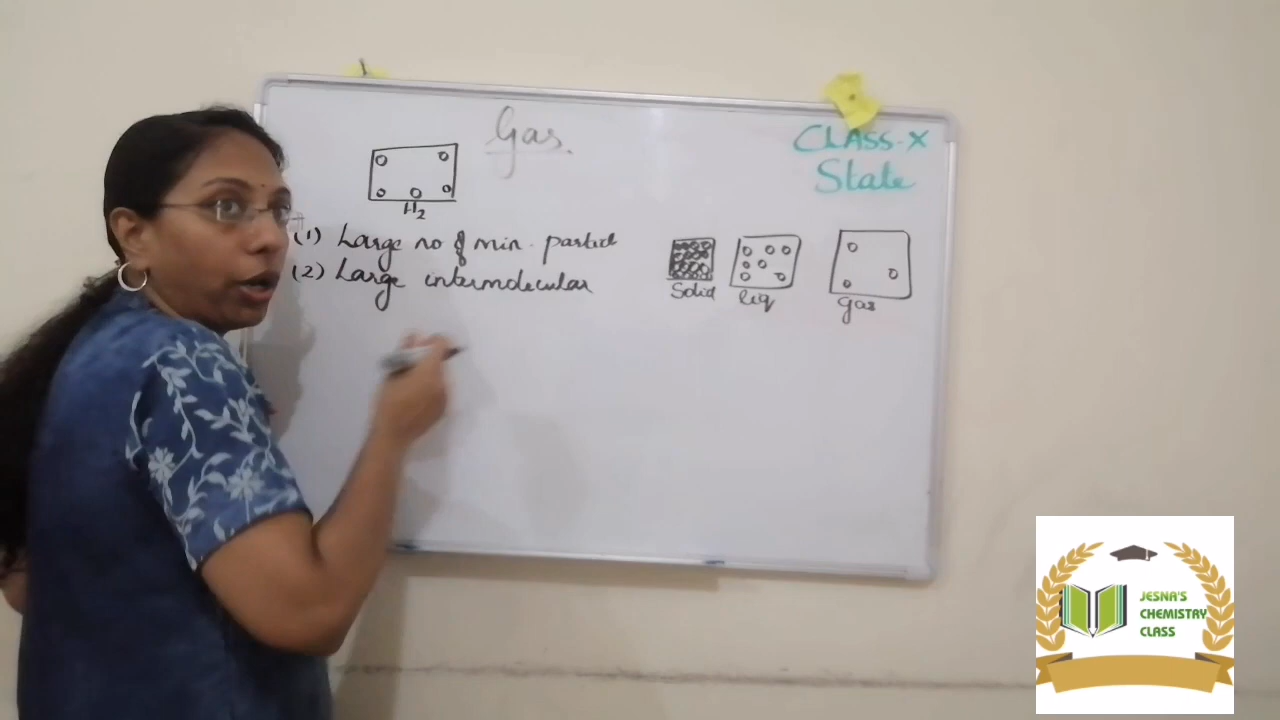 Gas.
CLASS-X
State
H2
(1) Large no of min. particl
(2) Large intermolecular
Solid
liq
gas
JESNA'S
CHEMISTRY
CLASS